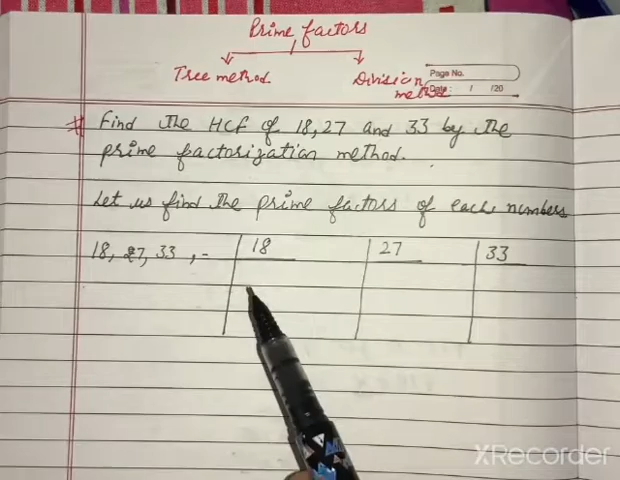 Prime factors
Tree method
Division method
Page No.
Date: / /20
# Find the HCF of 18, 27 and 33 by the
prime factorization method.
Let us find the prime factors of each numbers
18, 27, 33, - 18 27 33
XRecorder